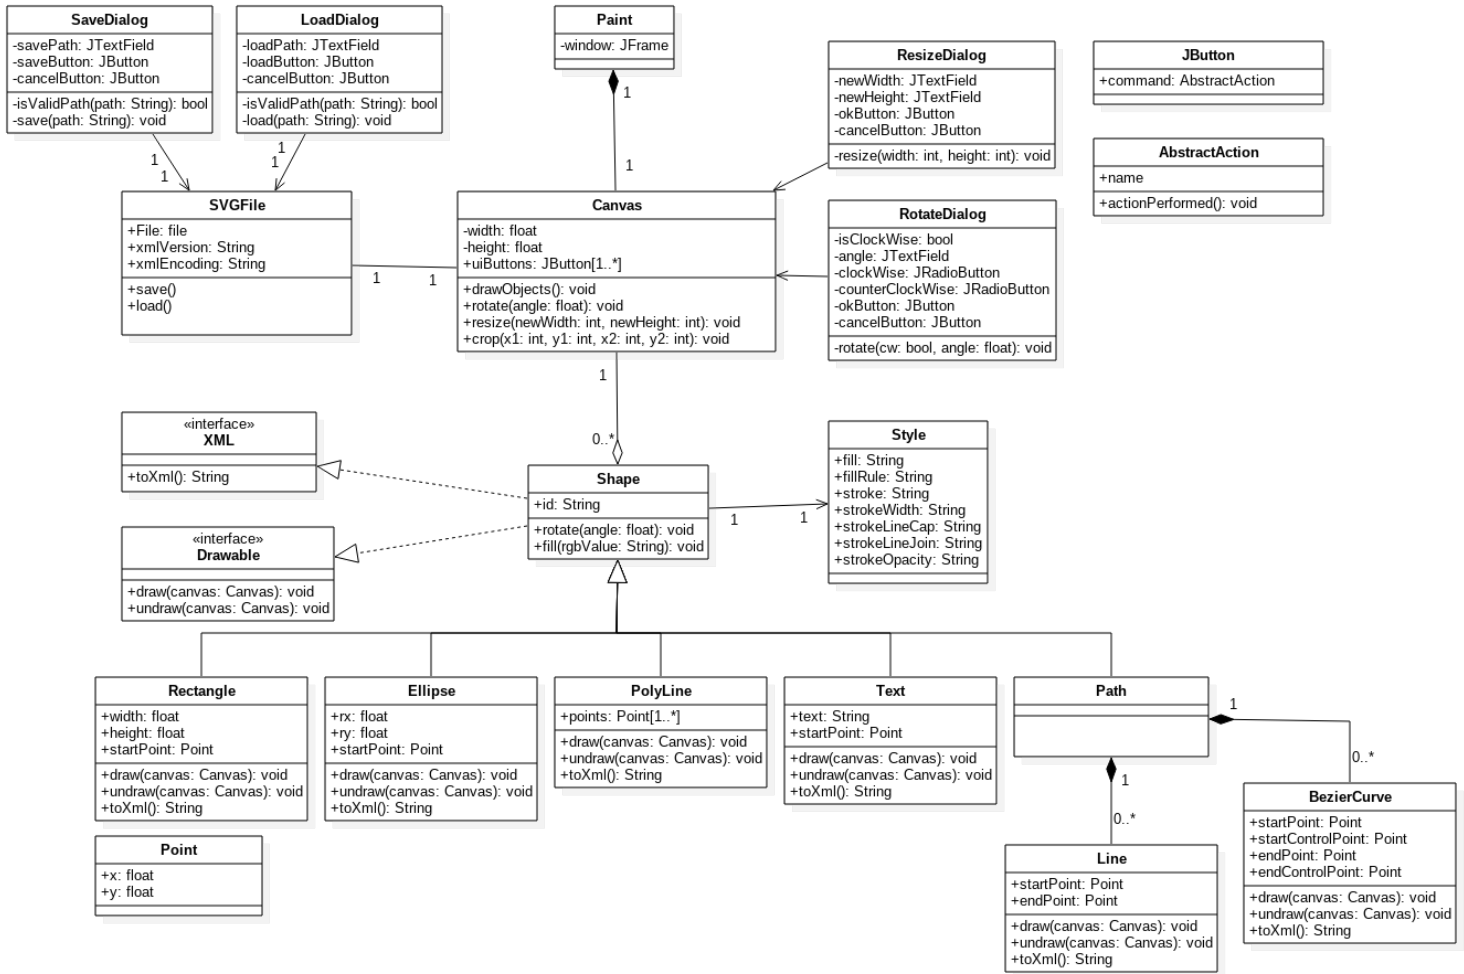 SaveDialog
-savePath: JTextField
-saveButton: JButton
-cancelButton: JButton
-isValidPath(path: String): bool
-save(path: String): void
LoadDialog
-loadPath: JTextField
-loadButton: JButton
-cancelButton: JButton
-isValidPath(path: String): bool
-load(path: String): void
Paint
-window: JFrame
ResizeDialog
-newWidth: JTextField
-newHeight: JTextField
-okButton: JButton
-cancelButton: JButton
-resize(width: int, height: int): void
JButton
+command: AbstractAction
AbstractAction
+name
+actionPerformed(): void
1
1
1
1
1
1
SVGFile
+File: file
+xmlVersion: String
+xmlEncoding: String
+save()
+load()
1
1
Canvas
-width: float
-height: float
+uiButtons: JButton[1..*]
+drawObjects(): void
+rotate(angle: float): void
+resize(newWidth: int, newHeight: int): void
+crop(x1: int, y1: int, x2: int, y2: int): void
RotateDialog
-isClockWise: bool
-angle: JTextField
-clockWise: JRadioButton
-counterClockWise: JRadioButton
-okButton: JButton
-cancelButton: JButton
-rotate(cw: bool, angle: float): void
1
0..*
«interface»
XML
+toXml(): String
«interface»
Drawable
+draw(canvas: Canvas): void
+undraw(canvas: Canvas): void
Shape
+id: String
+rotate(angle: float): void
+fill(rgbValue: String): void
1
1
Style
+fill: String
+fillRule: String
+stroke: String
+strokeWidth: String
+strokeLineCap: String
+strokeLineJoin: String
+strokeOpacity: String
Rectangle
+width: float
+height: float
+startPoint: Point
+draw(canvas: Canvas): void
+undraw(canvas: Canvas): void
+toXml(): String
Ellipse
+rx: float
+ry: float
+startPoint: Point
+draw(canvas: Canvas): void
+undraw(canvas: Canvas): void
+toXml(): String
PolyLine
+points: Point[1..*]
+draw(canvas: Canvas): void
+undraw(canvas: Canvas): void
+toXml(): String
Text
+text: String
+startPoint: Point
+draw(canvas: Canvas): void
+undraw(canvas: Canvas): void
+toXml(): String
Path
1
0..*
1
0..*
Point
+x: float
+y: float
Line
+startPoint: Point
+endPoint: Point
+draw(canvas: Canvas): void
+undraw(canvas: Canvas): void
+toXml(): String
BezierCurve
+startPoint: Point
+startControlPoint: Point
+endPoint: Point
+endControlPoint: Point
+draw(canvas: Canvas): void
+undraw(canvas: Canvas): void
+toXml(): String